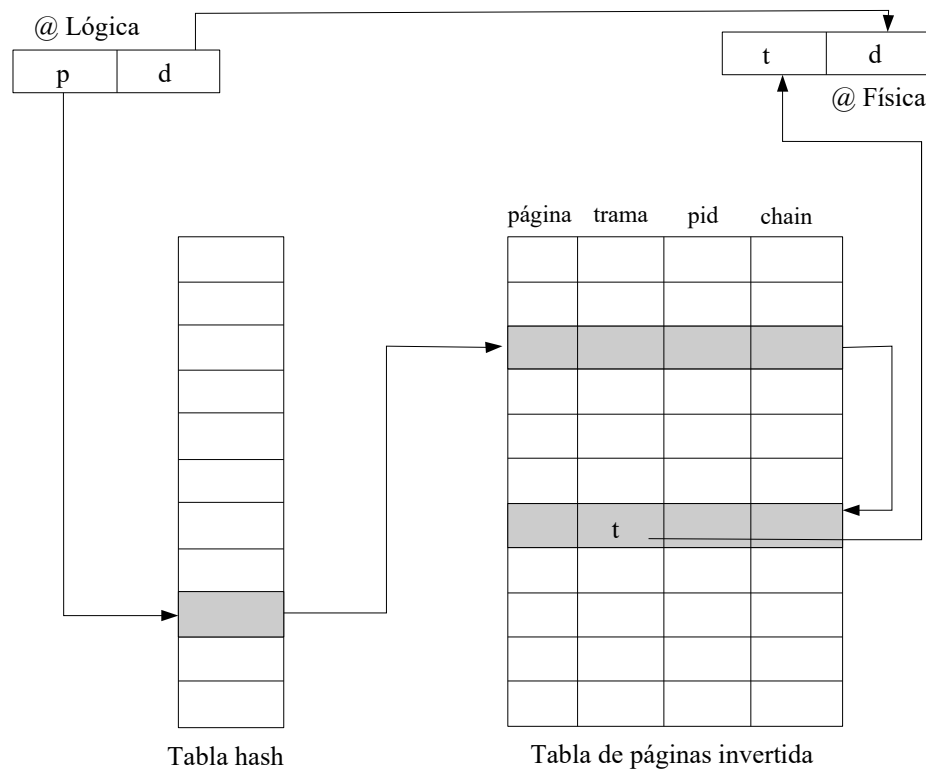 @ Lógica
p d
t d
@ Física
página trama pid chain
t
Tabla hash
Tabla de páginas invertida